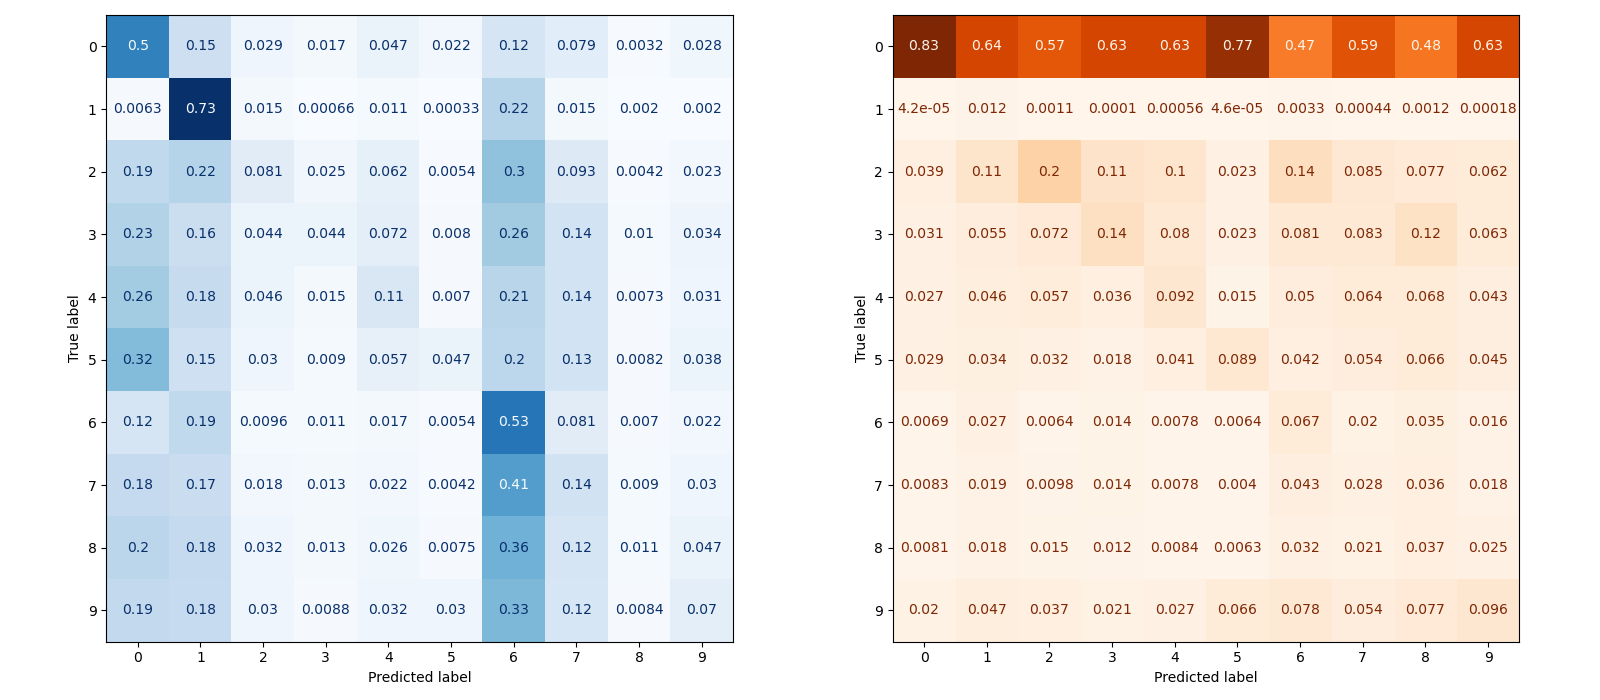 0 0.5 0.15 0.029 0.017 0.047 0.022 0.12 0.079 0.0032 0.028
1 0.0063 0.73 0.015 0.00066 0.011 0.00033 0.22 0.015 0.002 0.002
2 0.19 0.22 0.081 0.025 0.062 0.0054 0.3 0.093 0.0042 0.023
3 0.23 0.16 0.044 0.044 0.072 0.008 0.26 0.14 0.01 0.034
4 0.26 0.18 0.046 0.015 0.11 0.007 0.21 0.14 0.0073 0.031
5 0.32 0.15 0.03 0.009 0.057 0.047 0.2 0.13 0.0082 0.038
6 0.12 0.19 0.0096 0.011 0.017 0.0054 0.53 0.081 0.007 0.022
7 0.18 0.17 0.018 0.013 0.022 0.0042 0.41 0.14 0.009 0.03
8 0.2 0.18 0.032 0.013 0.026 0.0075 0.36 0.12 0.011 0.047
9 0.19 0.18 0.03 0.0088 0.032 0.03 0.33 0.12 0.0084 0.07
0 1 2 3 4 5 6 7 8 9
Predicted label
True label
0 0.83 0.64 0.57 0.63 0.63 0.77 0.47 0.59 0.48 0.63
1 4.2e-05 0.012 0.0011 0.0001 0.00056 4.6e-05 0.0033 0.00044 0.0012 0.00018
2 0.039 0.11 0.2 0.11 0.1 0.023 0.14 0.085 0.077 0.062
3 0.031 0.055 0.072 0.14 0.08 0.023 0.081 0.083 0.12 0.063
4 0.027 0.046 0.057 0.036 0.092 0.015 0.05 0.064 0.068 0.043
5 0.029 0.034 0.032 0.018 0.041 0.089 0.042 0.054 0.066 0.045
6 0.0069 0.027 0.0064 0.014 0.0078 0.0064 0.067 0.02 0.035 0.016
7 0.0083 0.019 0.0098 0.014 0.0078 0.004 0.043 0.028 0.036 0.018
8 0.0081 0.018 0.015 0.012 0.0084 0.0063 0.032 0.021 0.037 0.025
9 0.02 0.047 0.037 0.021 0.027 0.066 0.078 0.054 0.077 0.096
0 1 2 3 4 5 6 7 8 9
Predicted label
True label